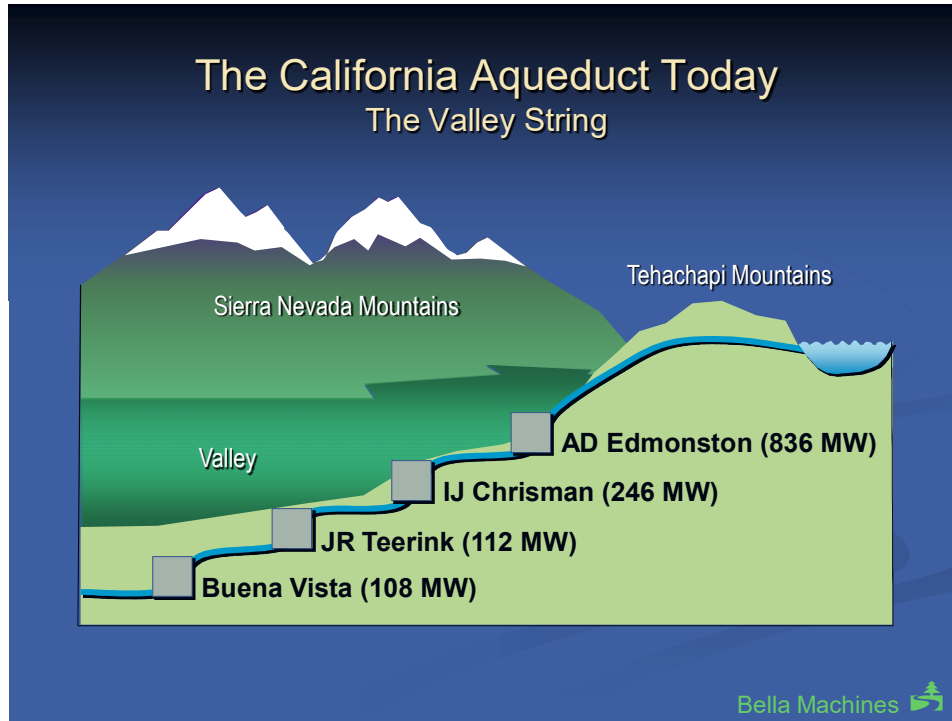 The California Aqueduct Today
The Valley String
Tehachapi Mountains
Sierra Nevada Mountains
AD Edmonston (836 MW)
Valley
IJ Chrisman (246 MW)
JR Teerink (112 MW)
Buena Vista (108 MW)
Bella Machines